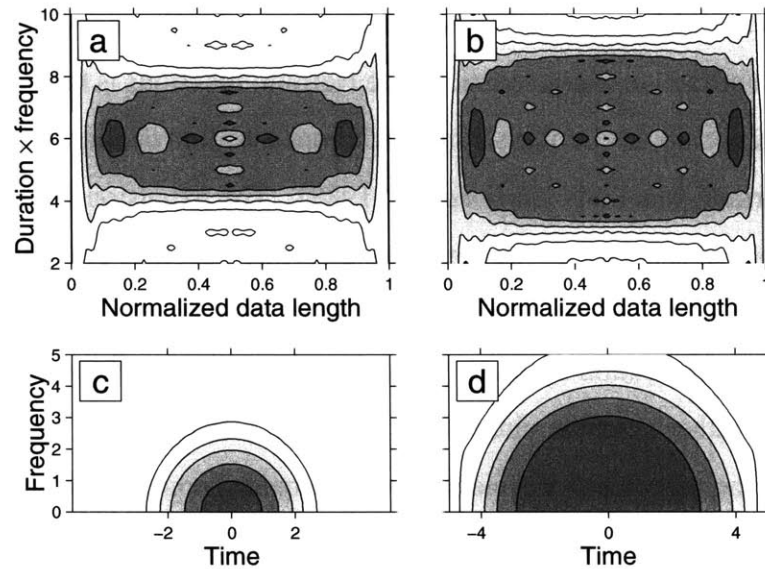 a
b
Duration × frequency
10
8
6
4
2
0 0.2 0.4 0.6 0.8 1
0 0.2 0.4 0.6 0.8 1
Normalized data length
Normalized data length
c
d
Frequency
5
4
3
2
1
0
-2 0 2
-4 0 4
Time
Time